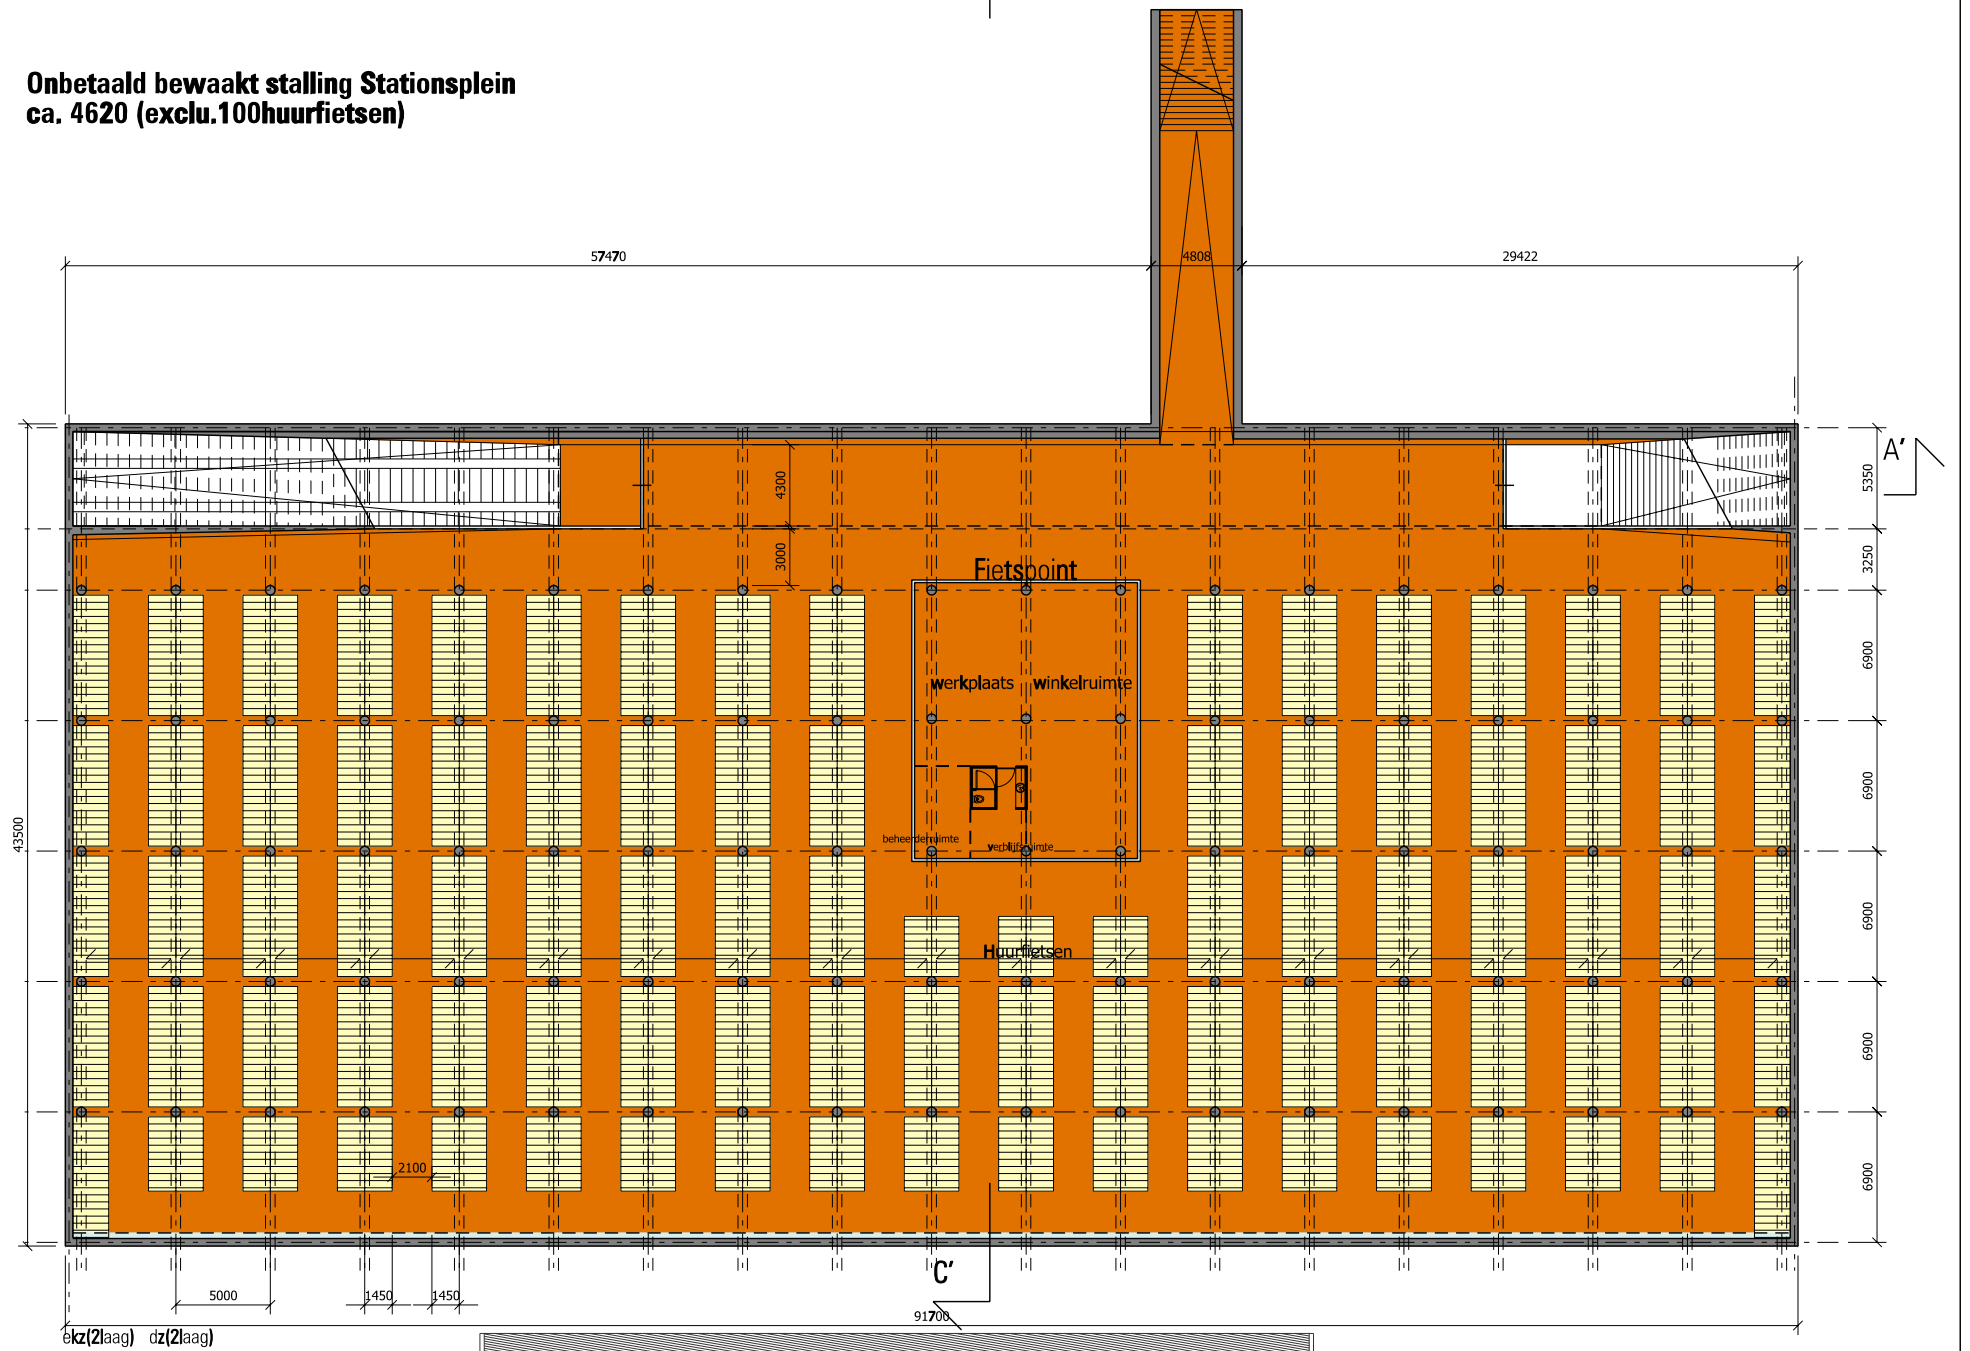 Onbetaald bewaakt stalling Stationsplein
ca. 4620 (exclu.100huurfietsen)
57470
4808
29422
A'
5350
4300
3250
3000
Fietspoint
6900
werkplaats
winkelruimte
6900
43500
beheerderruimte
verblijfsruimte
6900
Huurfietsen
6900
2100
6900
C'
5000
1450
1450
91700
ekz(2laag)
dz(2laag)